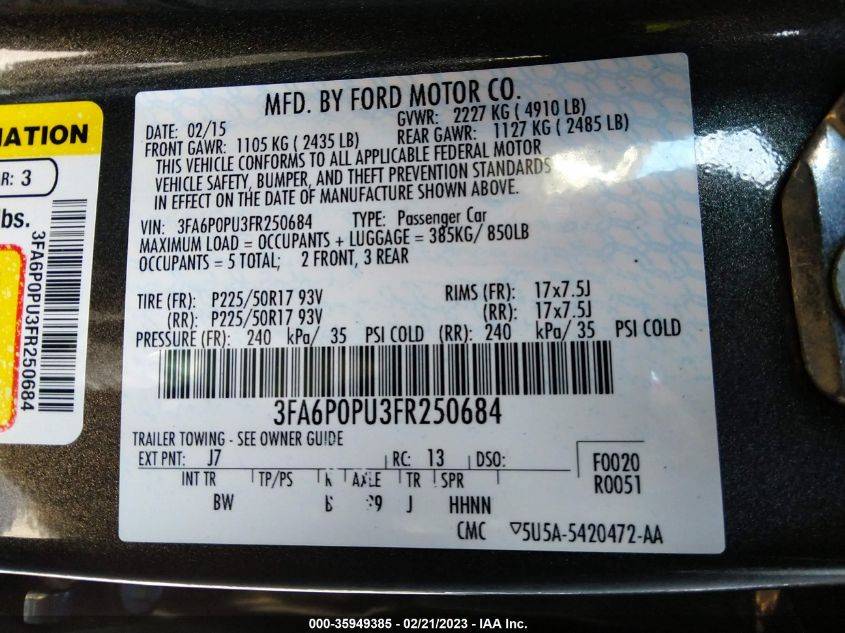 MATION
R: 3
lbs.
3FA6P0PU3FR250684
MFD. BY FORD MOTOR CO.
DATE: 02/15 GVWR: 2227 KG ( 4910 LB)
FRONT GAWR: 1105 KG ( 2435 LB) REAR GAWR: 1127 KG ( 2485 LB)
THIS VEHICLE CONFORMS TO ALL APPLICABLE FEDERAL MOTOR
VEHICLE SAFETY, BUMPER, AND THEFT PREVENTION STANDARDS
IN EFFECT ON THE DATE OF MANUFACTURE SHOWN ABOVE.
VIN: 3FA6P0PU3FR250684 TYPE: Passenger Car
MAXIMUM LOAD = OCCUPANTS + LUGGAGE = 385KG/ 850LB
OCCUPANTS = 5 TOTAL; 2 FRONT, 3 REAR
TIRE (FR): P225/50R17 93V RIMS (FR): 17x7.5J
(RR): P225/50R17 93V (RR): 17x7.5J
PRESSURE (FR): 240 kPa/ 35 PSI COLD (RR): 240 kPa/ 35 PSI COLD
3FA6P0PU3FR250684
TRAILER TOWING - SEE OWNER GUIDE
EXT PNT: J7 RC: 13 DSO: F0020
INT TR TP/PS R AXLE TR SPR R0051
BW J HHNN
CMC ▽5U5A-5420472-AA
000-35949385 — 02/21/2023 — IAA Inc.